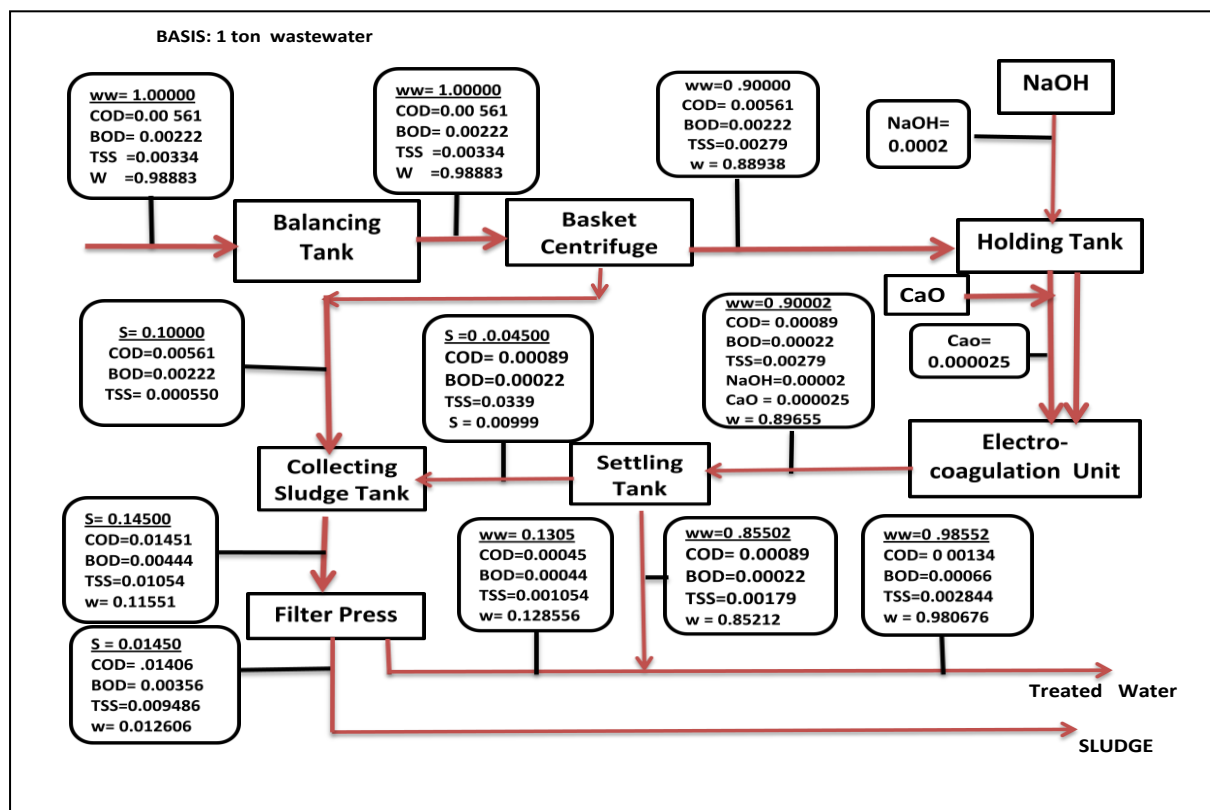 BASIS: 1 ton wastewater
ww= 1.00000
COD=0.00 561
BOD= 0.00222
TSS =0.00334
W =0.98883
ww= 1.00000
COD=0.00 561
BOD= 0.00222
TSS =0.00334
W =0.98883
ww=0 .90000
COD= 0.00561
BOD= 0.00222
TSS=0.00279
w = 0.88938
NaOH
NaOH=
0.0002
Balancing
Tank
Basket
Centrifuge
Holding Tank
CaO
Cao=
0.000025
S= 0.10000
COD=0.00561
BOD=0.00222
TSS= 0.000550
S =0 .0.04500
COD= 0.00089
BOD=0.00022
TSS=0.0339
S = 0.00999
ww=0 .90002
COD= 0.00089
BOD=0.00022
TSS=0.00279
NaOH=0.00002
CaO = 0.000025
w = 0.89655
Collecting
Sludge Tank
Settling
Tank
Electro-
coagulation Unit
S= 0.14500
COD=0.01451
BOD=0.00444
TSS=0.01054
w= 0.11551
Filter Press
ww= 0.1305
COD=0.00045
BOD=0.00044
TSS=0.001054
w= 0.128556
ww=0 .85502
COD= 0.00089
BOD=0.00022
TSS=0.00179
w = 0.85212
ww=0 .98552
COD= 0 00134
BOD=0.00066
TSS=0.002844
w = 0.980676
S = 0.01450
COD= .01406
BOD= 0.00356
TSS=0.009486
w= 0.012606
Treated Water
SLUDGE